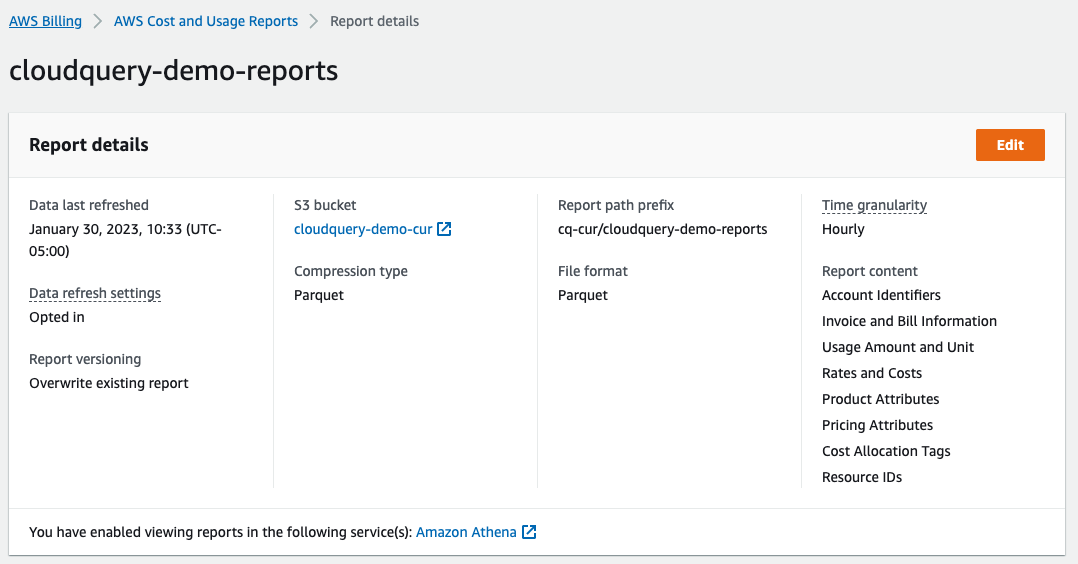 AWS Billing > AWS Cost and Usage Reports > Report details
cloudquery-demo-reports
Report details
Edit
Data last refreshed
January 30, 2023, 10:33 (UTC-
05:00)
Data refresh settings
Opted in
Report versioning
Overwrite existing report
S3 bucket
cloudquery-demo-cur
Compression type
Parquet
Report path prefix
cq-cur/cloudquery-demo-reports
File format
Parquet
Time granularity
Hourly
Report content
Account Identifiers
Invoice and Bill Information
Usage Amount and Unit
Rates and Costs
Product Attributes
Pricing Attributes
Cost Allocation Tags
Resource IDs
You have enabled viewing reports in the following service(s): Amazon Athena